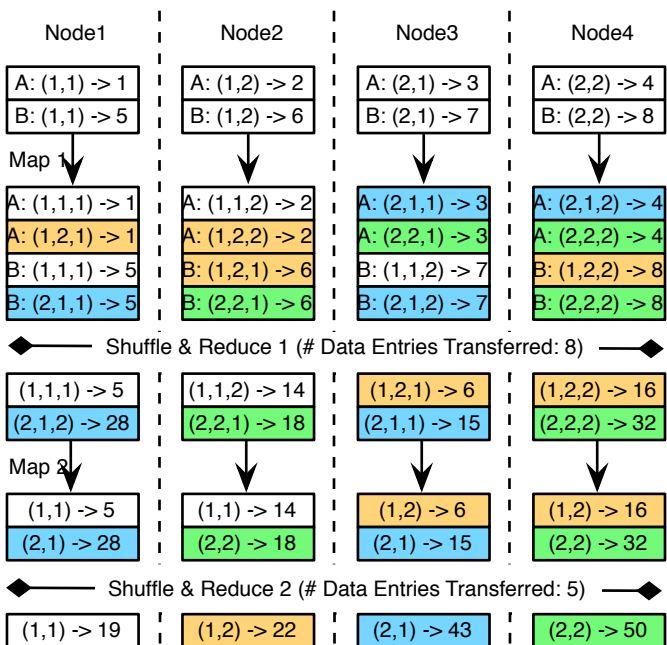 Node1 Node2 Node3 Node4
A: (1,1) -> 1 A: (1,2) -> 2 A: (2,1) -> 3 A: (2,2) -> 4
B: (1,1) -> 5 B: (1,2) -> 6 B: (2,1) -> 7 B: (2,2) -> 8
Map 1
A: (1,1,1) -> 1 A: (1,1,2) -> 2 A: (2,1,1) -> 3 A: (2,1,2) -> 4
A: (1,2,1) -> 1 A: (1,2,2) -> 2 A: (2,2,1) -> 3 A: (2,2,2) -> 4
B: (1,1,1) -> 5 B: (1,2,1) -> 6 B: (1,1,2) -> 7 B: (1,2,2) -> 8
B: (2,1,1) -> 5 B: (2,2,1) -> 6 B: (2,1,2) -> 7 B: (2,2,2) -> 8
Shuffle & Reduce 1 (# Data Entries Transferred: 8)
(1,1,1) -> 5 (1,1,2) -> 14 (1,2,1) -> 6 (1,2,2) -> 16
(2,1,2) -> 28 (2,2,1) -> 18 (2,1,1) -> 15 (2,2,2) -> 32
Map 2
(1,1) -> 5 (1,1) -> 14 (1,2) -> 6 (1,2) -> 16
(2,1) -> 28 (2,2) -> 18 (2,1) -> 15 (2,2) -> 32
Shuffle & Reduce 2 (# Data Entries Transferred: 5)
(1,1) -> 19 (1,2) -> 22 (2,1) -> 43 (2,2) -> 50